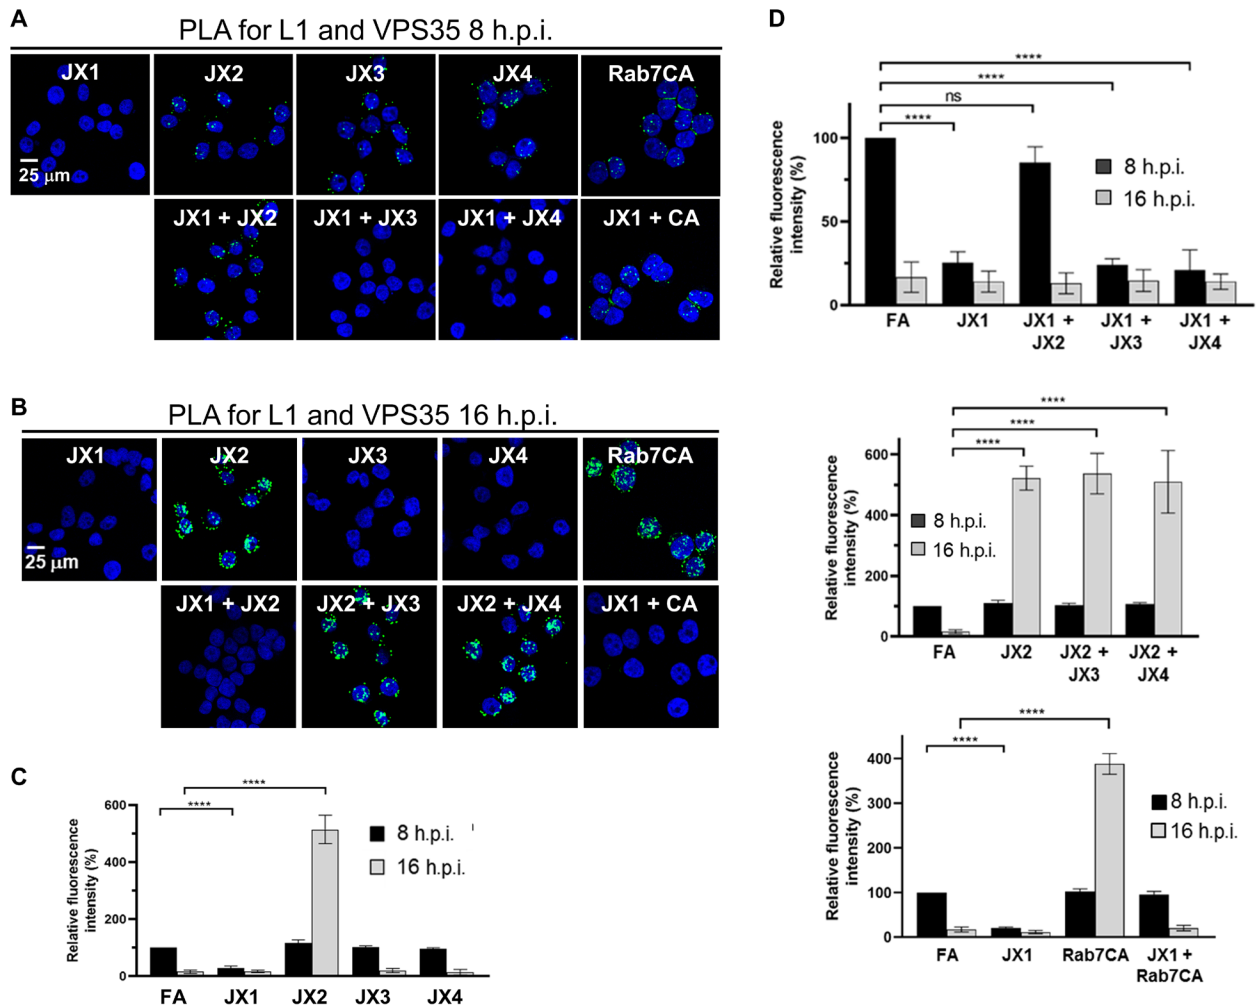 A
PLA for L1 and VPS35 8 h.p.i.
JX1
JX2
JX3
JX4
Rab7CA
25 μm
JX1 + JX2
JX1 + JX3
JX1 + JX4
JX1 + CA
B
PLA for L1 and VPS35 16 h.p.i.
JX1
JX2
JX3
JX4
Rab7CA
25 μm
JX1 + JX2
JX2 + JX3
JX2 + JX4
JX1 + CA
C
****
****
Relative fluorescence
intensity (%)
600
400
200
0
8 h.p.i.
16 h.p.i.
FA
JX1
JX2
JX3
JX4
D
****
****
ns
****
Relative fluorescence
intensity (%)
100
50
0
8 h.p.i.
16 h.p.i.
FA
JX1
JX1 +
JX2
JX1 +
JX3
JX1 +
JX4
****
****
****
Relative fluorescence
intensity (%)
600
400
200
0
8 h.p.i.
16 h.p.i.
FA
JX2
JX2 +
JX3
JX2 +
JX4
****
****
Relative fluorescence
intensity (%)
400
300
200
100
0
8 h.p.i.
16 h.p.i.
FA
JX1
Rab7CA
JX1 +
Rab7CA